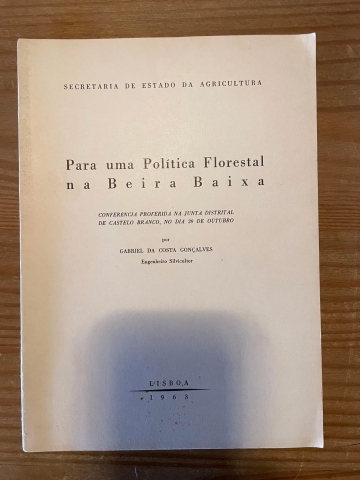 SECRETARIA DE ESTADO DA AGRICULTURA
Para uma Política Florestal
na Beira Baixa
CONFERÊNCIA PROFERIDA NA JUNTA DISTRITAL
DE CASTELO BRANCO, NO DIA 26 DE OUTUBRO
por
GABRIEL DA COSTA GONÇALVES
Engenheiro Silvicultor
LISBOA
1963